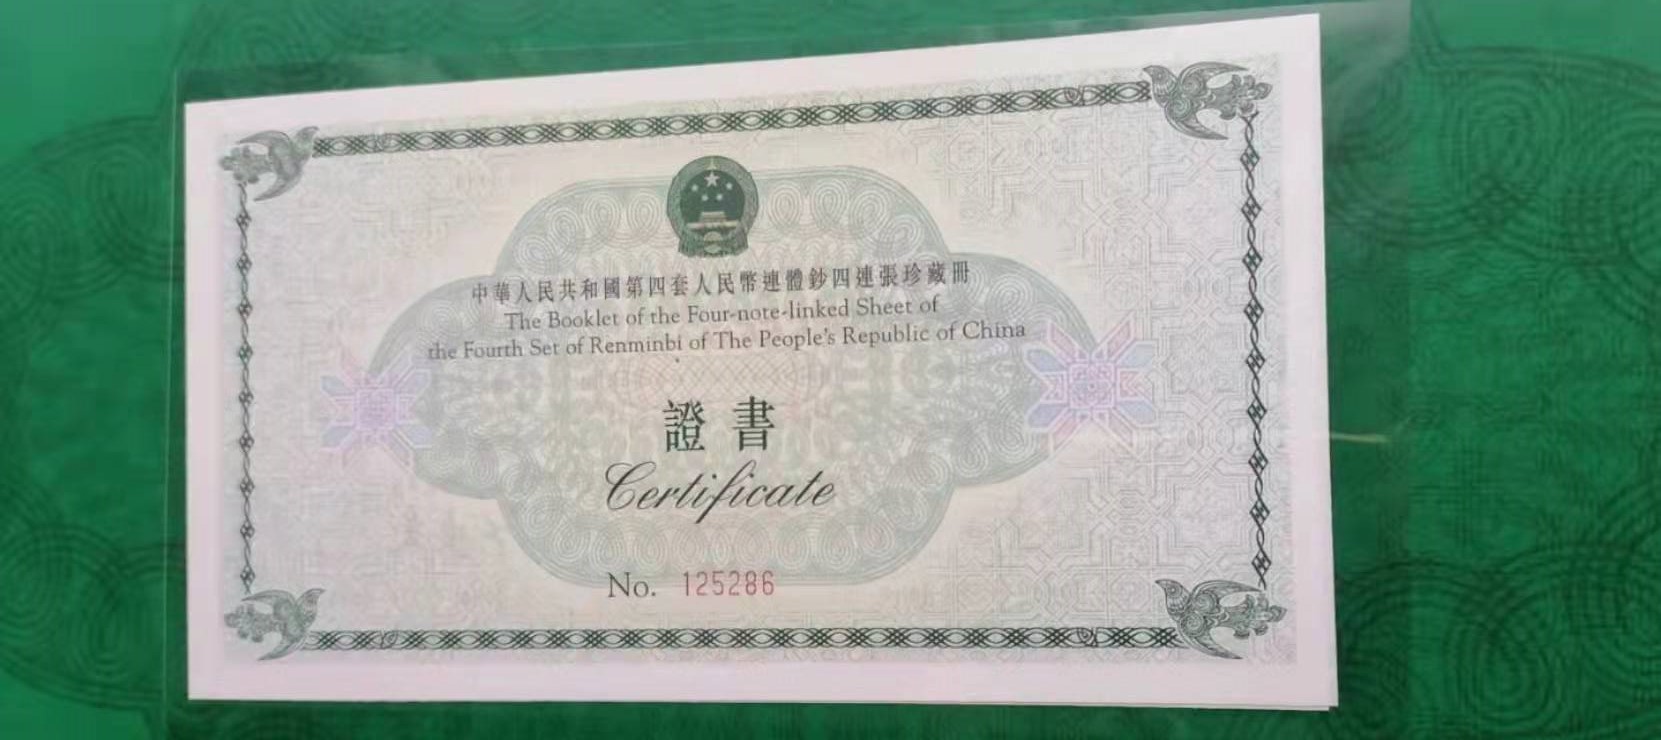 中華人民共和國第四套人民幣連體鈔四連張珍藏冊
The Booklet of the Four-note-linked Sheet of
the Fourth Set of Renminbi of The People's Republic of China
證書
Certificate
No. 125286